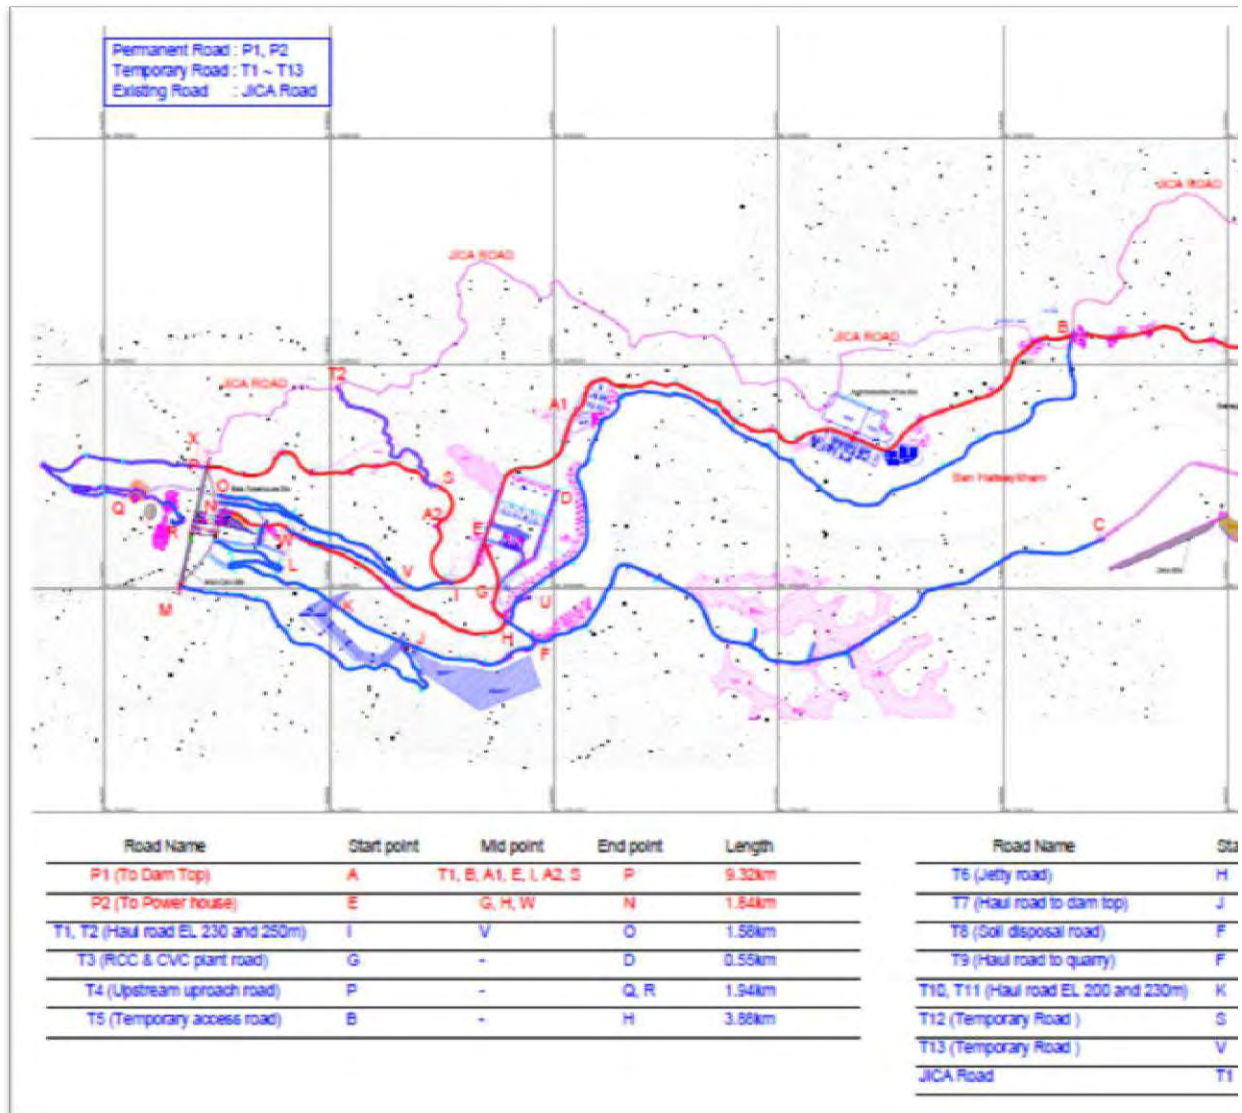 Permanent Road : P1, P2
Temporary Road : T1 ~ T13
Existing Road : JICA Road
JICA ROAD
JICA ROAD
JICA ROAD
B
JICA ROAD
T2
A1
X
P
O
S
Ban Hatsaykham
Q
N
A2
E
D
C
R
W
L
V
I
G
U
M
K
J
H
F
Road Name Start point Mid point End point Length
P1 (To Dam Top) A T1, B, A1, E, I, A2, S P 9.32km
P2 (To Power house) E G, H, W N 1.84km
T1, T2 (Haul road EL 230 and 250m) I V O 1.58km
T3 (RCC & CVC plant road) G - D 0.55km
T4 (Upstream uproach road) P - Q, R 1.94km
T5 (Temporary access road) B - H 3.88km
Road Name Sta
T6 (Jetty road) H
T7 (Haul road to dam top) J
T8 (Soil disposal road) F
T9 (Haul road to quarry) F
T10, T11 (Haul road EL 200 and 230m) K
T12 (Temporary Road ) S
T13 (Temporary Road ) V
JICA Road T1